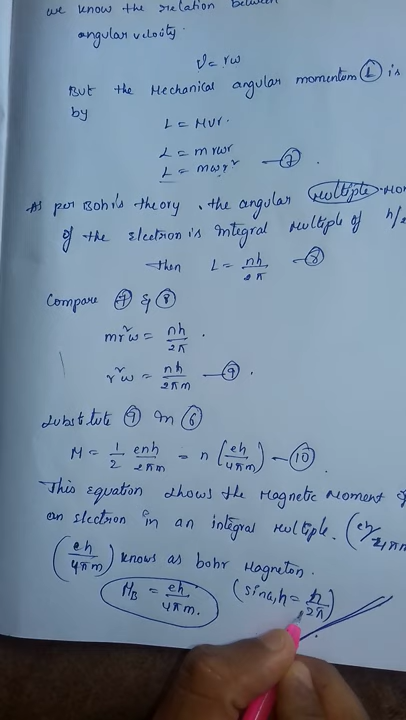 we know the relation between
angular velocity.
V = rω
But the Mechanical angular momentum (L) is
by
L = MVr.
L = mrωr
L = mωr² — (7).
As per Bohr's theory, the angular multiple
of the electron is Integral Multiple of h/2
Then L = nh/2π — (8)
Compare (7) & (8)
mr²ω = nh/2π.
r²ω = nh/2πm — (9).
substitute (9) in (6)
M = 1/2 enh/2πm = n (eh/4πm) — (10)
This Equation shows the Magnetic Moment of
an electron in an integral Multiple. (eh/4πm
(eh/4πm) knows as bohr Magneton.
μB = eh/4πm. (since, ħ = h/2π)